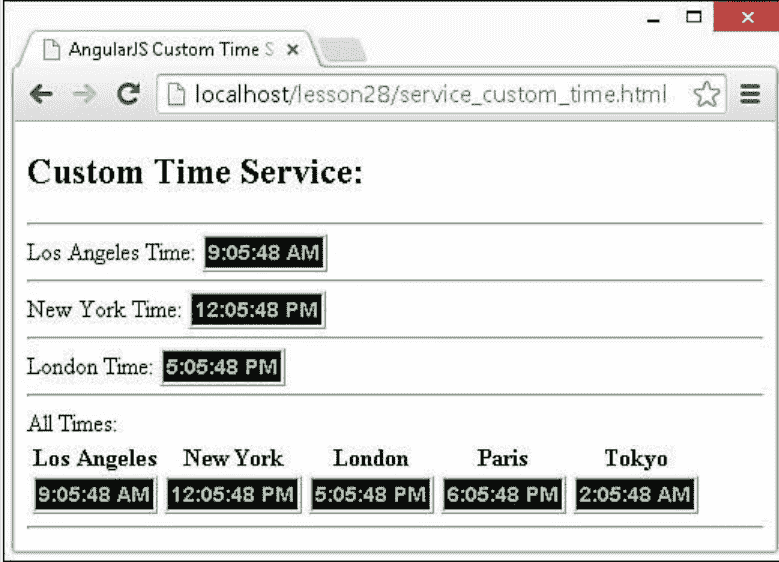 AngularJS Custom Time S
localhost/lesson28/service_custom_time.html
Custom Time Service:
Los Angeles Time: 9:05:48 AM
New York Time: 12:05:48 PM
London Time: 5:05:48 PM
All Times:
Los Angeles New York London Paris Tokyo
9:05:48 AM 12:05:48 PM 5:05:48 PM 6:05:48 PM 2:05:48 AM